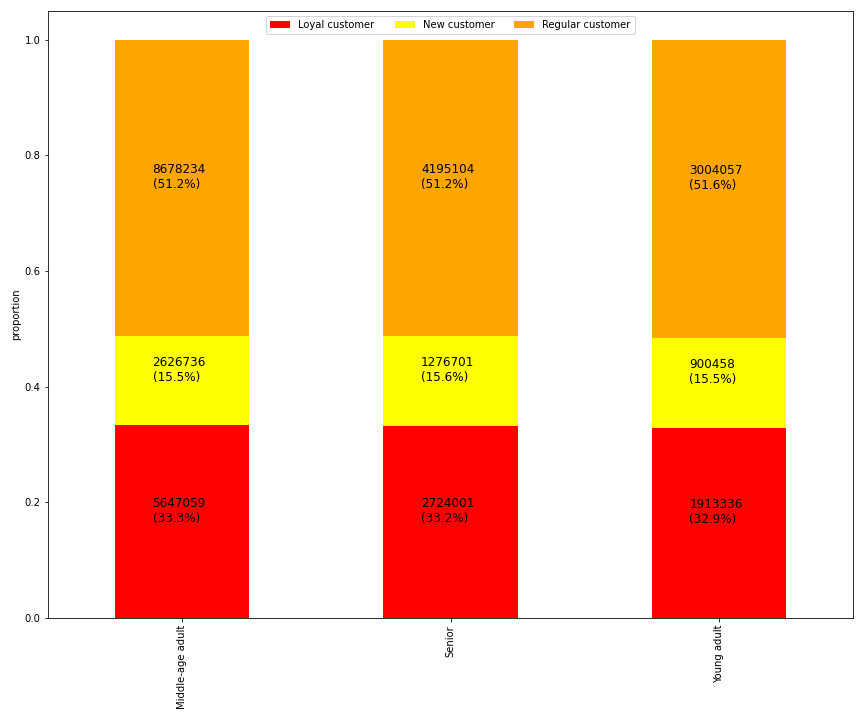 Loyal customer New customer Regular customer
1.0
0.8
0.6
0.4
0.2
0.0
proportion
8678234 4195104 3004057
(51.2%) (51.2%) (51.6%)
2626736 1276701 900458
(15.5%) (15.6%) (15.5%)
5647059 2724001 1913336
(33.3%) (33.2%) (32.9%)
Middle-age adult
Senior
Young adult